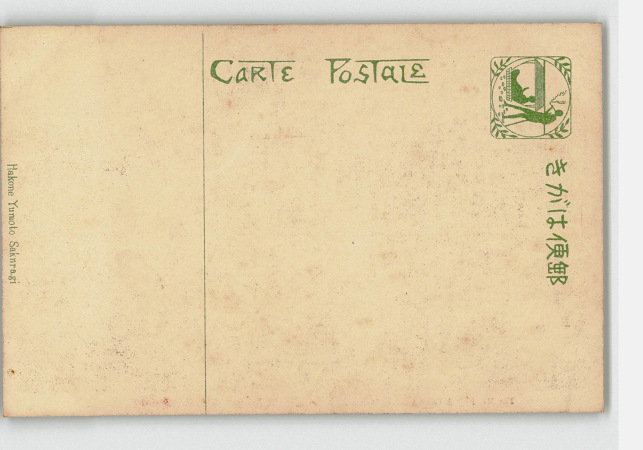 CARTE POSTALE
郵便はがき
Hakone Yumoto Sakuragi